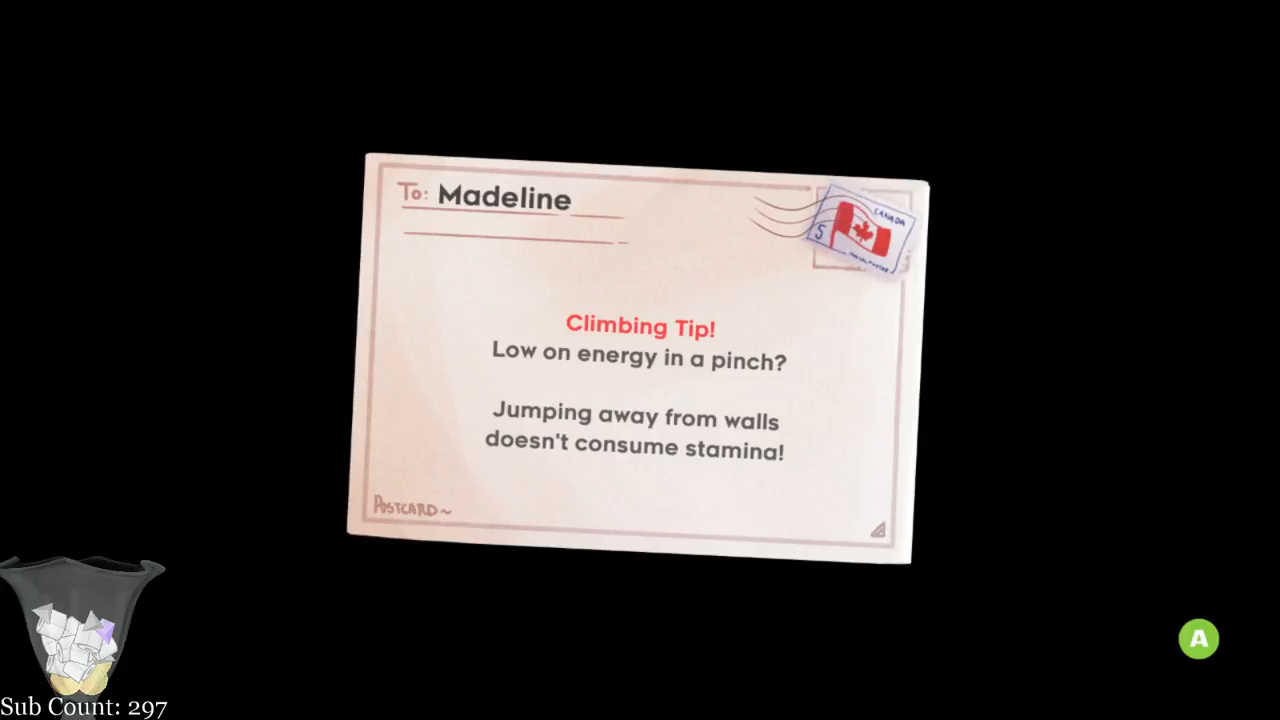 To: Madeline
CANADA
5
Climbing Tip!
Low on energy in a pinch?
Jumping away from walls
doesn't consume stamina!
POSTCARD~
A
Sub Count: 297